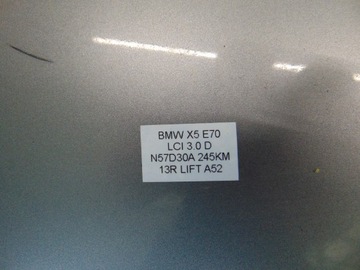 BMW X5 E70
LCI 3.0 D
N57D30A 245KM
13R LIFT A52